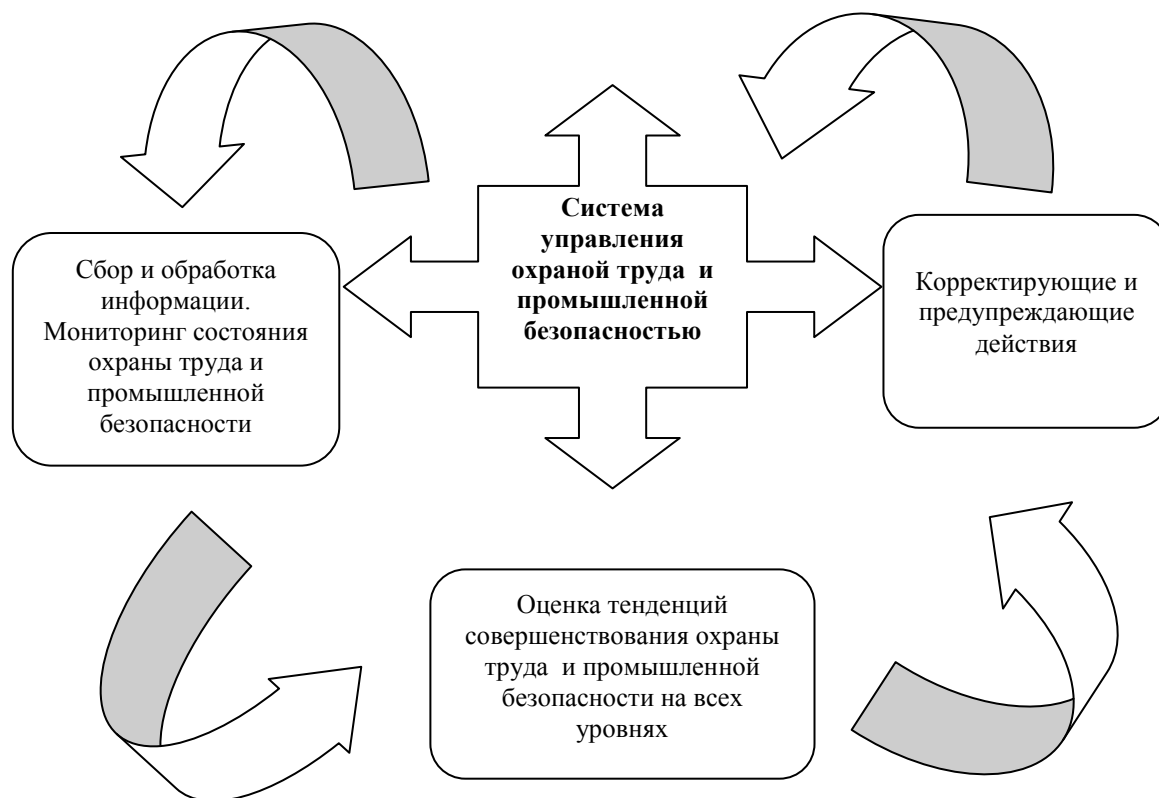 Система
управления
охраной труда и
промышленной
безопасностью
Сбор и обработка
информации.
Мониторинг состояния
охраны труда и
промышленной
безопасности
Корректирующие и
предупреждающие
действия
Оценка тенденций
совершенствования охраны
труда и промышленной
безопасности на всех
уровнях